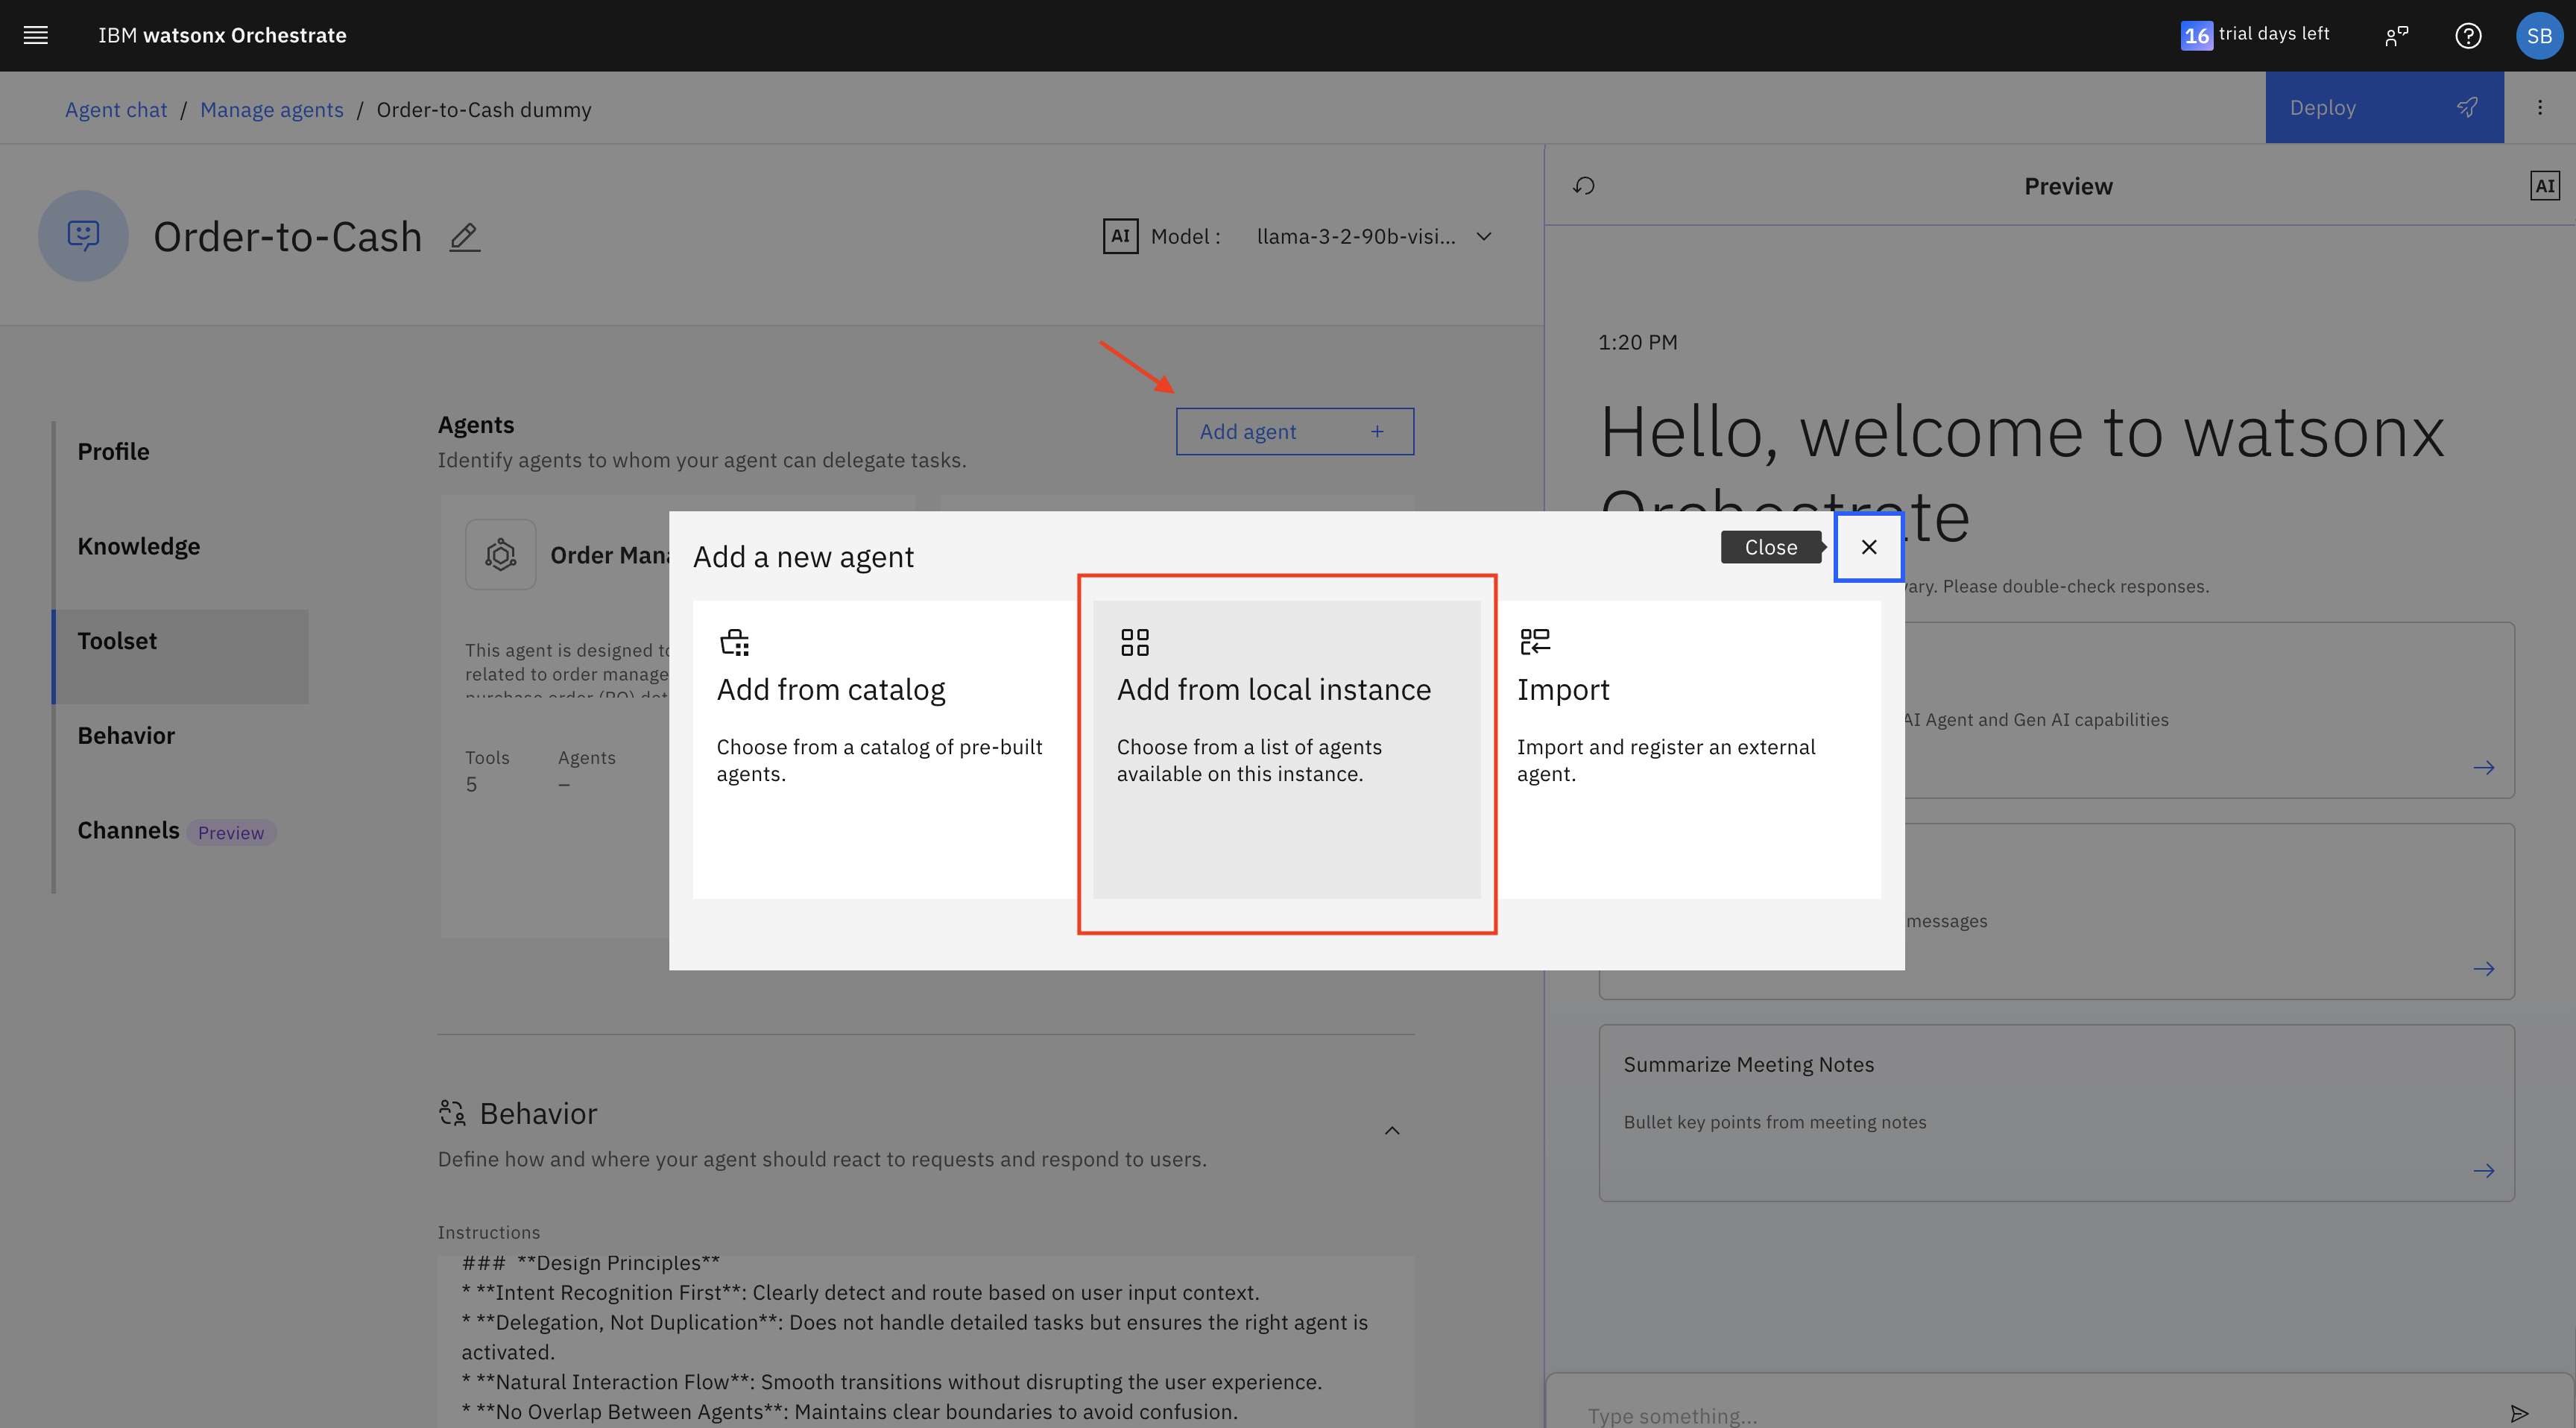 IBM watsonx Orchestrate
16 trial days left
SB
Agent chat / Manage agents / Order-to-Cash dummy
Deploy
Order-to-Cash
AI Model : llama-3-2-90b-visi...
Profile
Knowledge
Toolset
Behavior
Channels Preview
Agents
Identify agents to whom your agent can delegate tasks.
Add agent +
Order Man
This agent is designed
related to order manage
Tools
5
Agents
–
Add a new agent
Close
Add from catalog
Choose from a catalog of pre-built
agents.
Add from local instance
Choose from a list of agents
available on this instance.
Import
Import and register an external
agent.
Behavior
Define how and where your agent should react to requests and respond to users.
Instructions
### **Design Principles**
* **Intent Recognition First**: Clearly detect and route based on user input context.
* **Delegation, Not Duplication**: Does not handle detailed tasks but ensures the right agent is
activated.
* **Natural Interaction Flow**: Smooth transitions without disrupting the user experience.
* **No Overlap Between Agents**: Maintains clear boundaries to avoid confusion.
Preview
AI
1:20 PM
Hello, welcome to watsonx
Orchestrate
vary. Please double-check responses.
AI Agent and Gen AI capabilities
messages
Summarize Meeting Notes
Bullet key points from meeting notes
Type something...